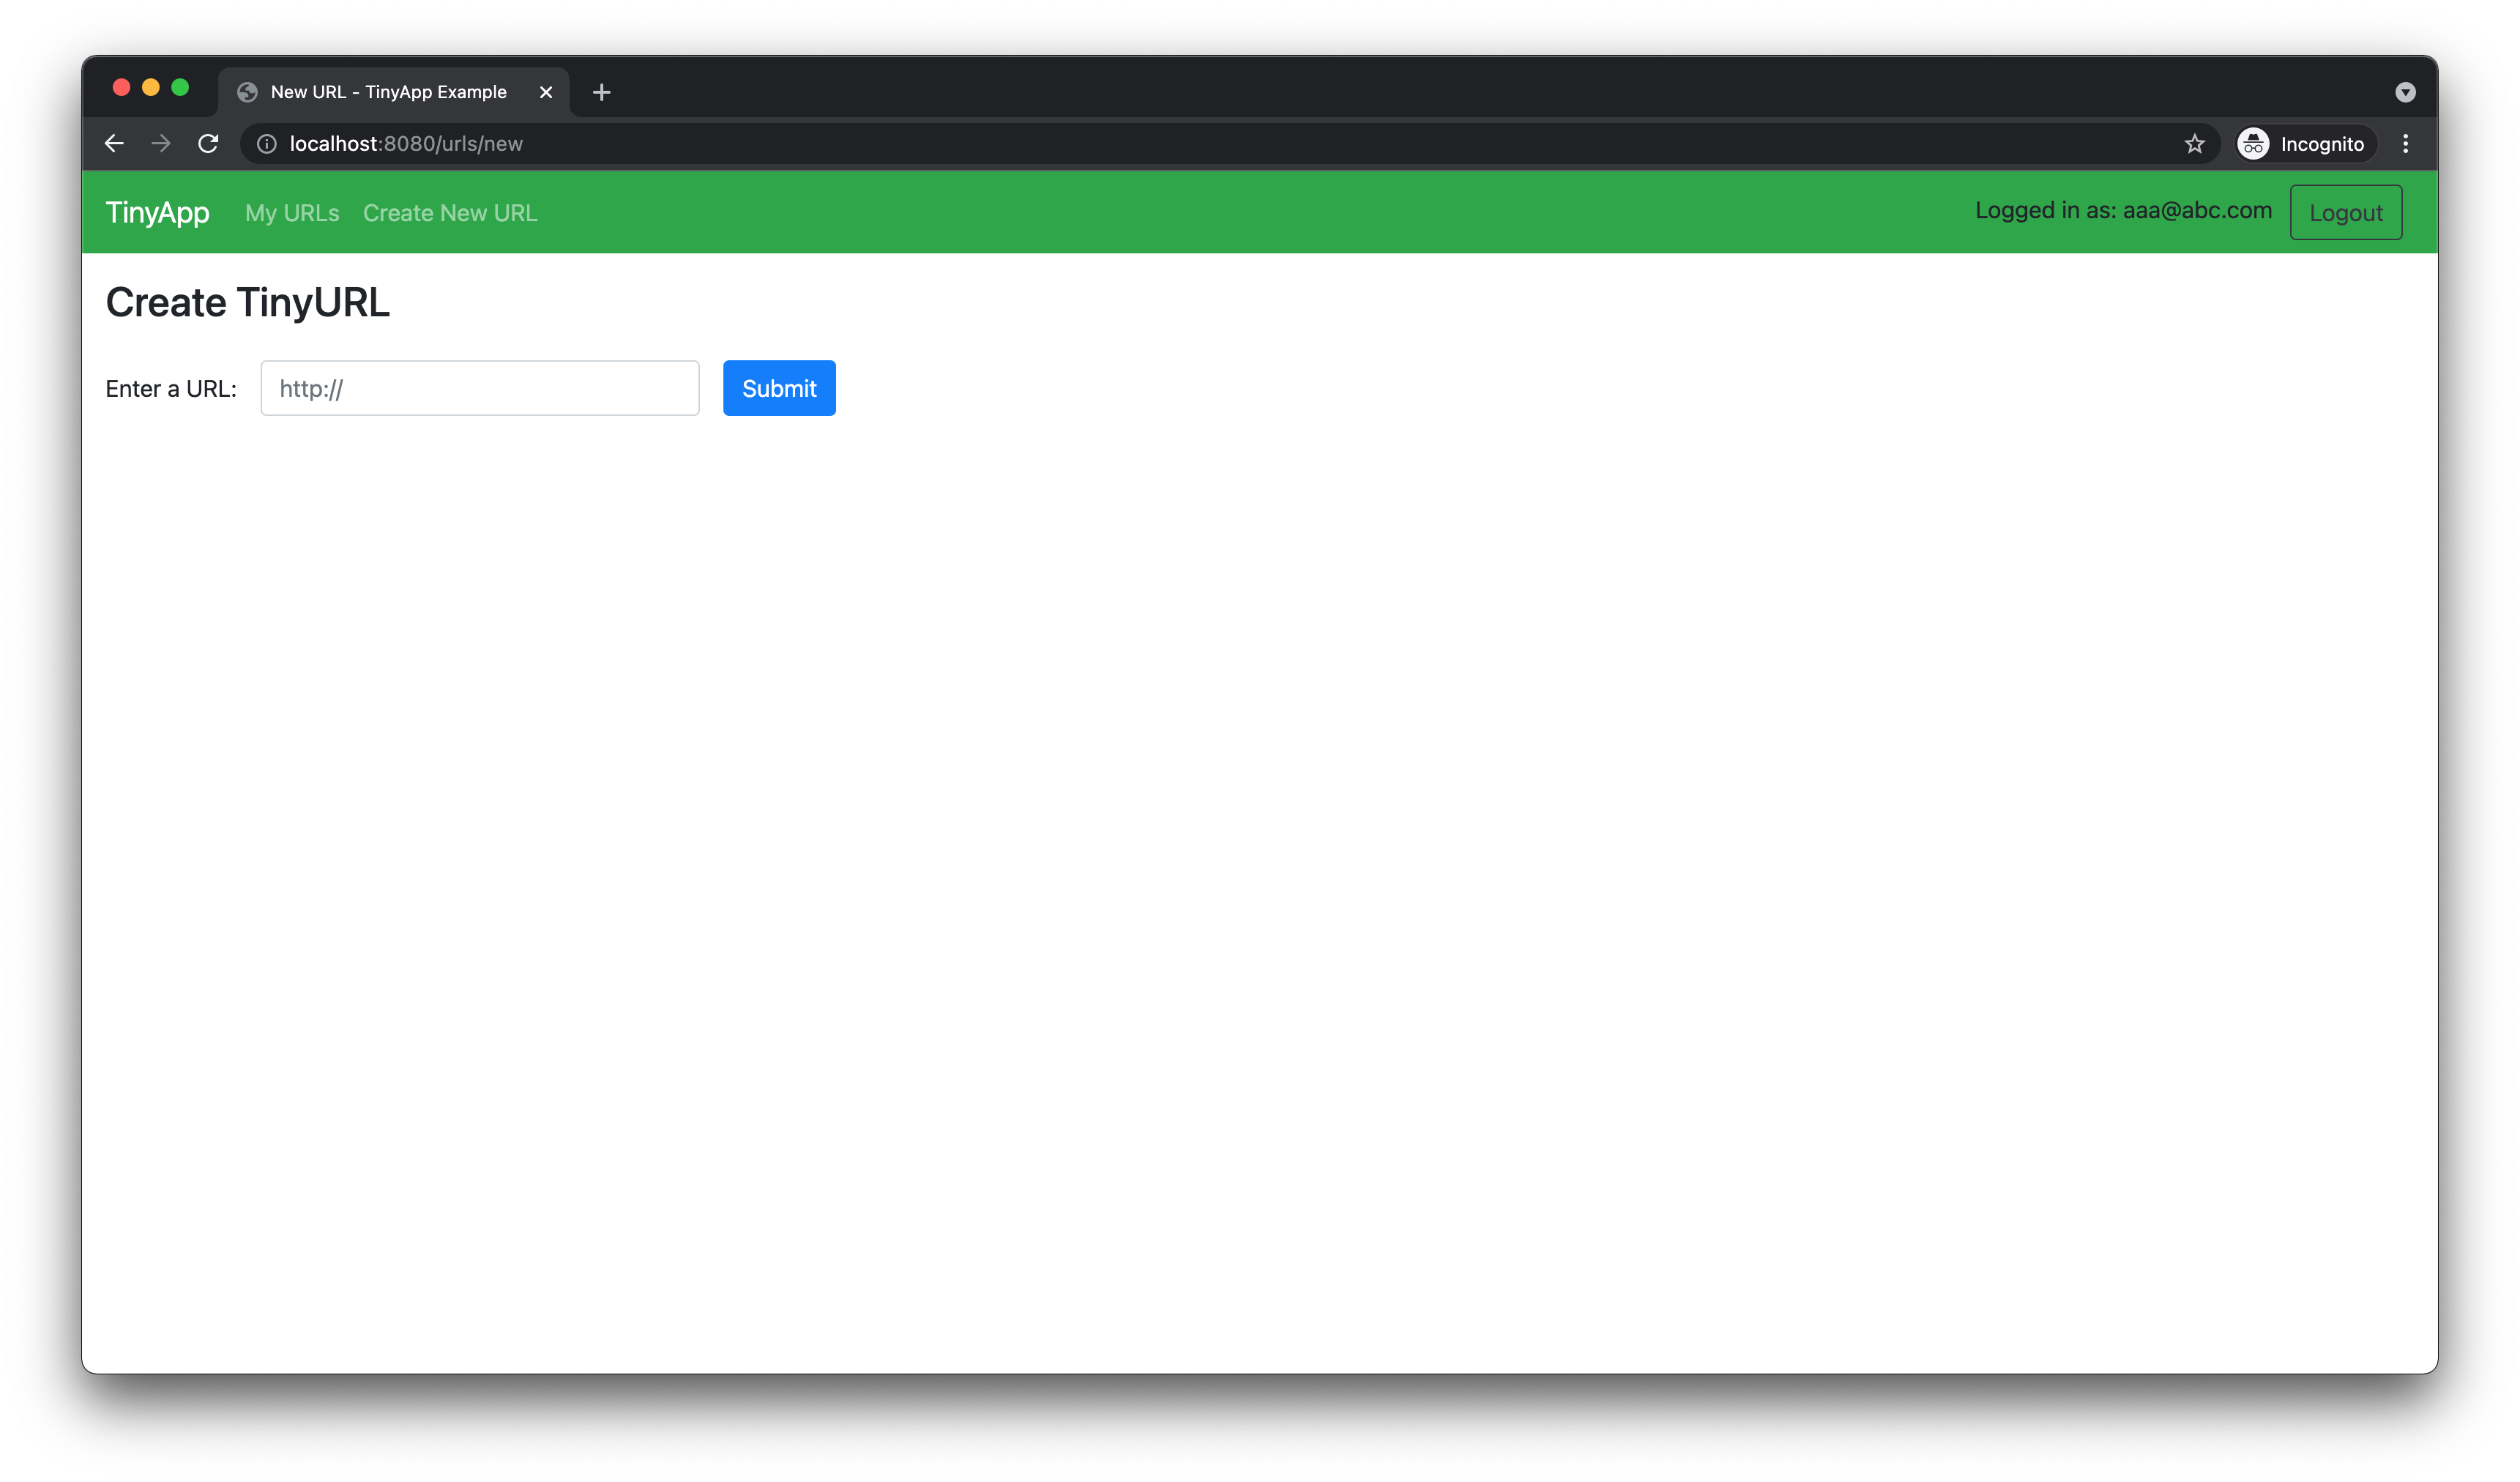 New URL - TinyApp Example
localhost:8080/urls/new
Incognito
TinyApp My URLs Create New URL Logged in as: aaa@abc.com Logout
Create TinyURL
Enter a URL: http:// Submit